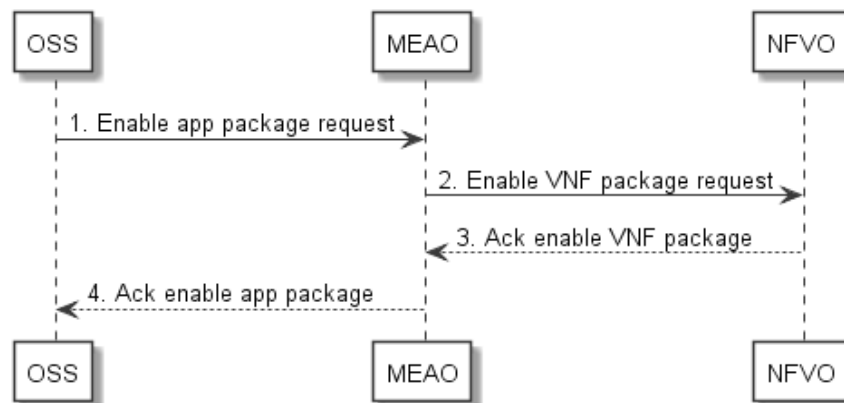 OSS
MEAO
NFVO
1. Enable app package request
2. Enable VNF package request
3. Ack enable VNF package
4. Ack enable app package
OSS
MEAO
NFVO